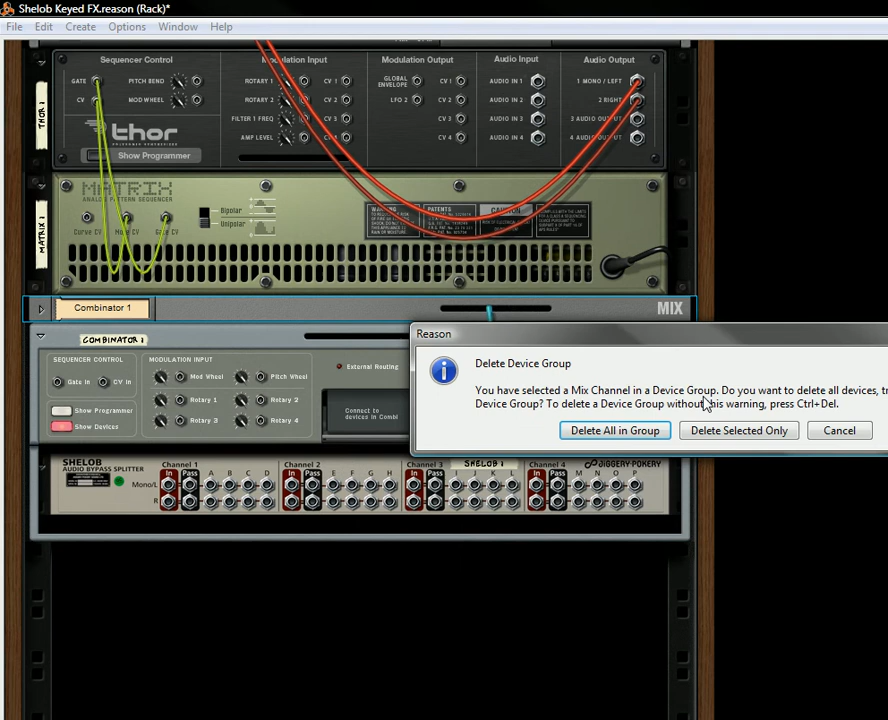 Shelob Keyed FX.reason (Rack)*
File Edit Create Options Window Help
Sequencer Control Modulation Input Modulation Output Audio Input Audio Output
GATE PITCH BEND ROTARY 1 CV 1 GLOBAL ENVELOPE CV 1 AUDIO IN 1 1 MONO / LEFT
CV MOD WHEEL ROTARY 2 CV 2 LFO 2 CV 2 AUDIO IN 2 2 RIGHT
FILTER 1 FREQ CV 3 CV 3 AUDIO IN 3 3 AUDIO OUTPUT
AMP LEVEL CV 4 AUDIO IN 4 4 AUDIO OUTPUT
THOR 1
thor
Show Programmer
MATRIX
ANALOG PATTERN SEQUENCER
MATRIX 1
Bipolar
Unipolar
Curve CV
WARNING PATENTS CAUTION
Combinator 1
MIX
COMBINATOR 1
SEQUENCER CONTROL MODULATION INPUT
External Routing
Gate In CV In Mod Wheel Pitch Wheel
Show Programmer Rotary 1 Rotary 2
Show Devices Rotary 3 Rotary 4
Connect to
devices in Combi
Reason
Delete Device Group
You have selected a Mix Channel in a Device Group. Do you want to delete all devices,
Device Group? To delete a Device Group without this warning, press Ctrl+Del.
Delete All in Group Delete Selected Only Cancel
SHELOB
AUDIO BYPASS SPLITTER
Channel 1 Channel 2 Channel 3 SHELOB 1 Channel 4 JIGGERY-POKERY
In Pass A B C D In Pass E F G H In Pass I J K L In Pass M N O P
Mono/L
R